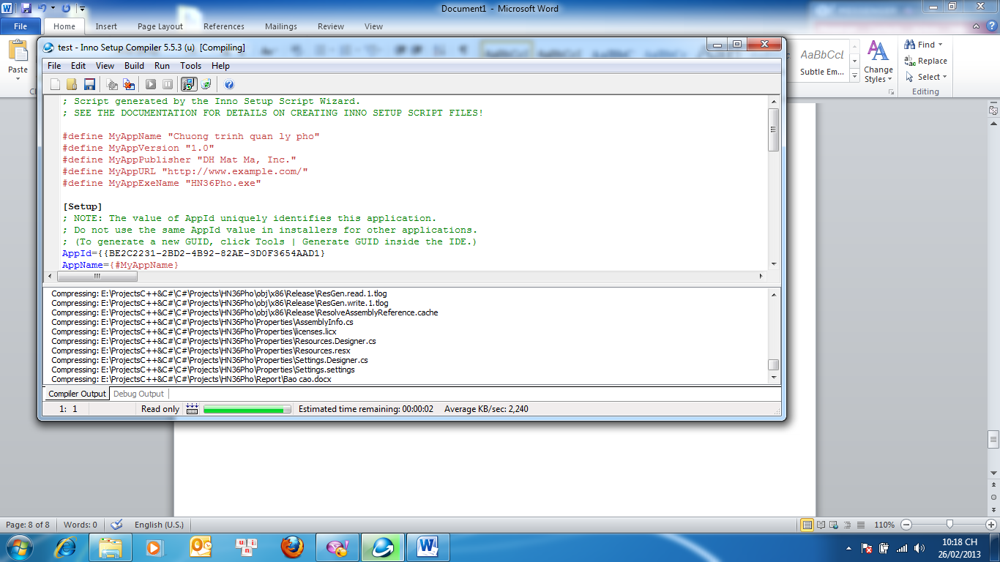 Document1 - Microsoft Word
File Home Insert Page Layout References Mailings Review View
Paste
AaBbCcL
Subtle Em...
Change
Styles
Find
Replace
Select
Editing
test - Inno Setup Compiler 5.5.3 (u) [Compiling]
File Edit View Build Run Tools Help
; Script generated by the Inno Setup Script Wizard.
; SEE THE DOCUMENTATION FOR DETAILS ON CREATING INNO SETUP SCRIPT FILES!
#define MyAppName "Chuong trinh quan ly pho"
#define MyAppVersion "1.0"
#define MyAppPublisher "DH Mat Ma, Inc."
#define MyAppURL "http://www.example.com/"
#define MyAppExeName "HN36Pho.exe"
[Setup]
; NOTE: The value of AppId uniquely identifies this application.
; Do not use the same AppId value in installers for other applications.
; (To generate a new GUID, click Tools | Generate GUID inside the IDE.)
AppId={{BE2C2231-2BD2-4B92-82AE-3D0F3654AAD1}
AppName={#MyAppName}
Compressing: E:\ProjectsC++&C#\C#\Projects\HN36Pho\obj\x86\Release\ResGen.read.1.tlog
Compressing: E:\ProjectsC++&C#\C#\Projects\HN36Pho\obj\x86\Release\ResGen.write.1.tlog
Compressing: E:\ProjectsC++&C#\C#\Projects\HN36Pho\obj\x86\Release\ResolveAssemblyReference.cache
Compressing: E:\ProjectsC++&C#\C#\Projects\HN36Pho\Properties\AssemblyInfo.cs
Compressing: E:\ProjectsC++&C#\C#\Projects\HN36Pho\Properties\licenses.licx
Compressing: E:\ProjectsC++&C#\C#\Projects\HN36Pho\Properties\Resources.Designer.cs
Compressing: E:\ProjectsC++&C#\C#\Projects\HN36Pho\Properties\Resources.resx
Compressing: E:\ProjectsC++&C#\C#\Projects\HN36Pho\Properties\Settings.Designer.cs
Compressing: E:\ProjectsC++&C#\C#\Projects\HN36Pho\Properties\Settings.settings
Compressing: E:\ProjectsC++&C#\C#\Projects\HN36Pho\Report\Bao cao.docx
Compiler Output Debug Output
1: 1 Read only Estimated time remaining: 00:00:02 Average KB/sec: 2,240
Page: 8 of 8 Words: 0 English (U.S.) 110%
10:18 CH
26/02/2013